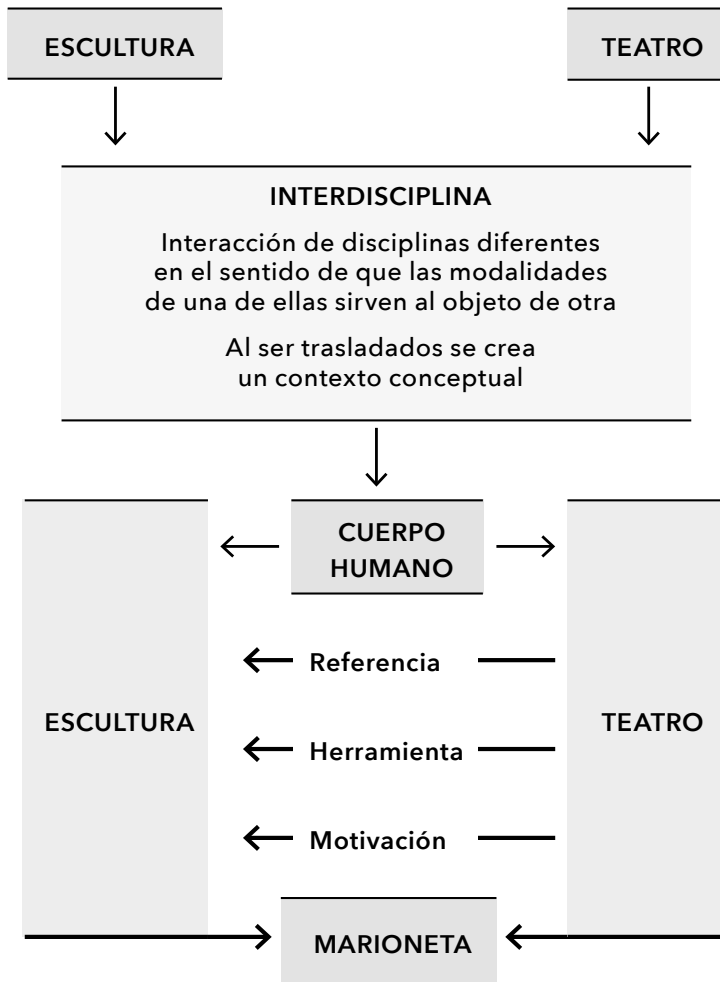 ESCULTURA
TEATRO
INTERDISCIPLINA
Interacción de disciplinas diferentes
en el sentido de que las modalidades
de una de ellas sirven al objeto de otra
Al ser trasladados se crea
un contexto conceptual
CUERPO
HUMANO
Referencia
ESCULTURA
TEATRO
Herramienta
Motivación
MARIONETA